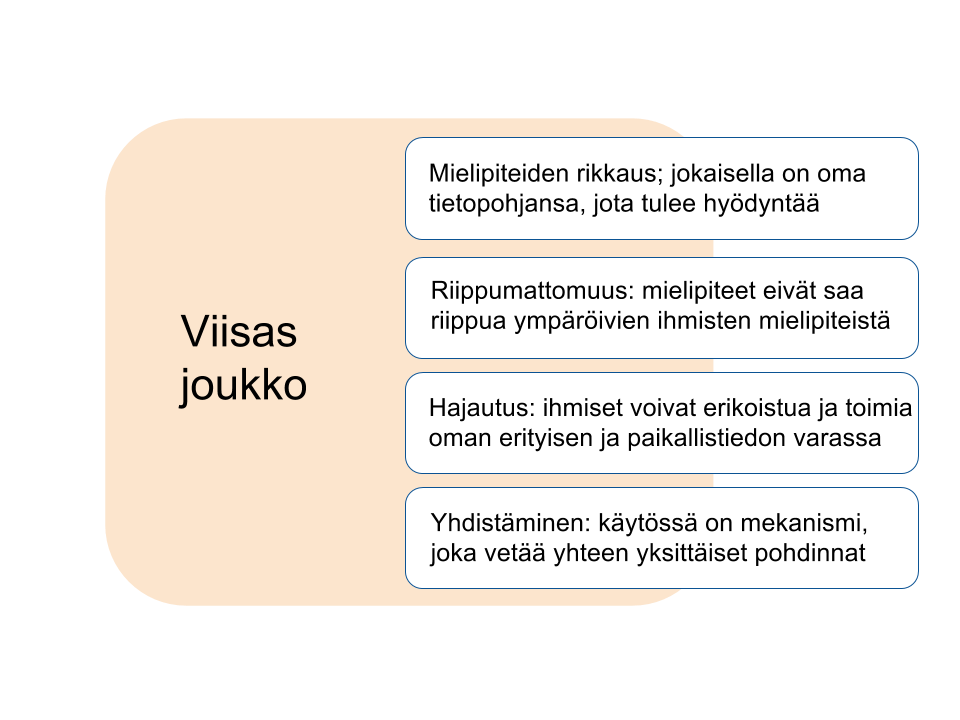 Viisas
joukko
Mielipiteiden rikkaus; jokaisella on oma
tietopohjansa, jota tulee hyödyntää
Riippumattomuus: mielipiteet eivät saa
riippua ympäröivien ihmisten mielipiteistä
Hajautus: ihmiset voivat erikoistua ja toimia
oman erityisen ja paikallistiedon varassa
Yhdistäminen: käytössä on mekanismi,
joka vetää yhteen yksittäiset pohdinnat